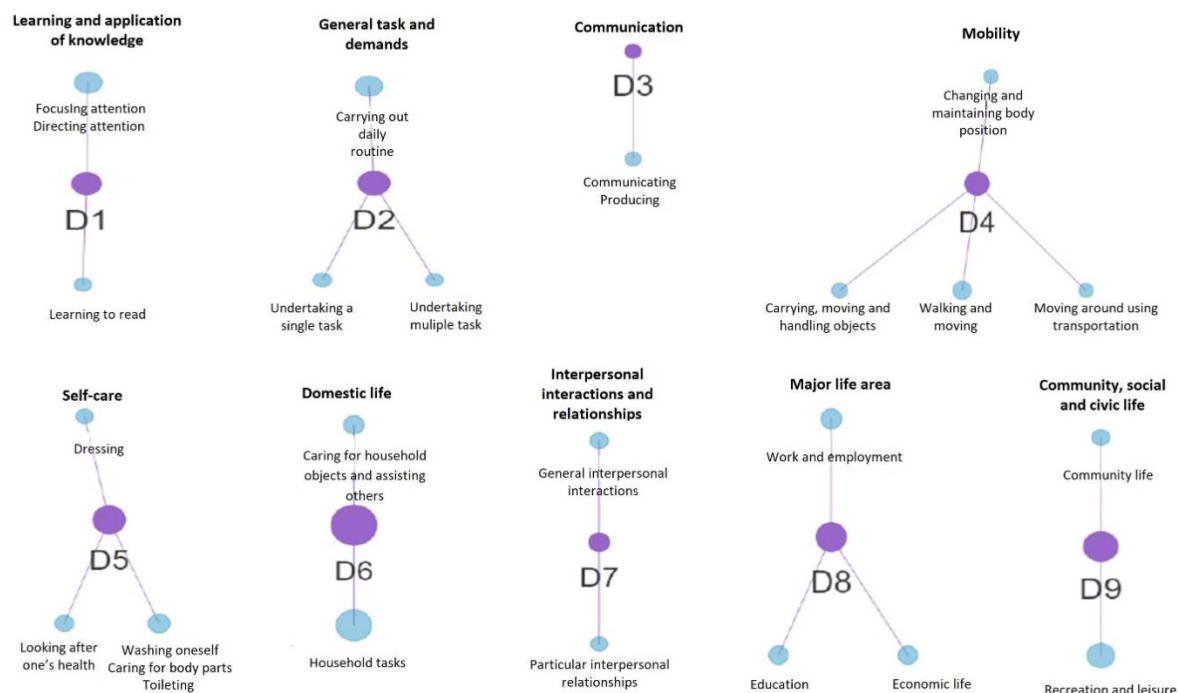 Learning and application
of knowledge
Focusing attention
Directing attention
D1
Learning to read
General task and
demands
Carrying out
daily
routine
D2
Undertaking a
single task
Undertaking
muliple task
Communication
D3
Communicating
Producing
Mobility
Changing and
maintaining body
position
D4
Carrying, moving and
handling objects
Walking and
moving
Moving around using
transportation
Self-care
Dressing
D5
Looking after
one's health
Washing oneself
Caring for body parts
Toileting
Domestic life
Caring for household
objects and assisting
others
D6
Household tasks
Interpersonal
interactions and
relationships
General interpersonal
interactions
D7
Particular interpersonal
relationships
Major life area
Work and employment
D8
Education
Economic life
Community, social
and civic life
Community life
D9
Recreation and leisure